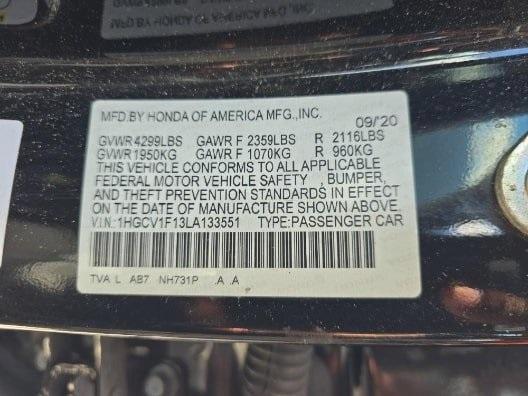 MFD.BY HONDA OF AMERICA MFG.,INC. 09/20
GVWR 4299LBS GAWR F 2359LBS R 2116LBS
GVWR 1950KG GAWR F 1070KG R 960KG
THIS VEHICLE CONFORMS TO ALL APPLICABLE
FEDERAL MOTOR VEHICLE SAFETY , BUMPER,
AND THEFT PREVENTION STANDARDS IN EFFECT
ON THE DATE OF MANUFACTURE SHOWN ABOVE.
V.I.N.:1HGCV1F13LA133551 TYPE:PASSENGER CAR
TVA L AB7 NH731P .A .A